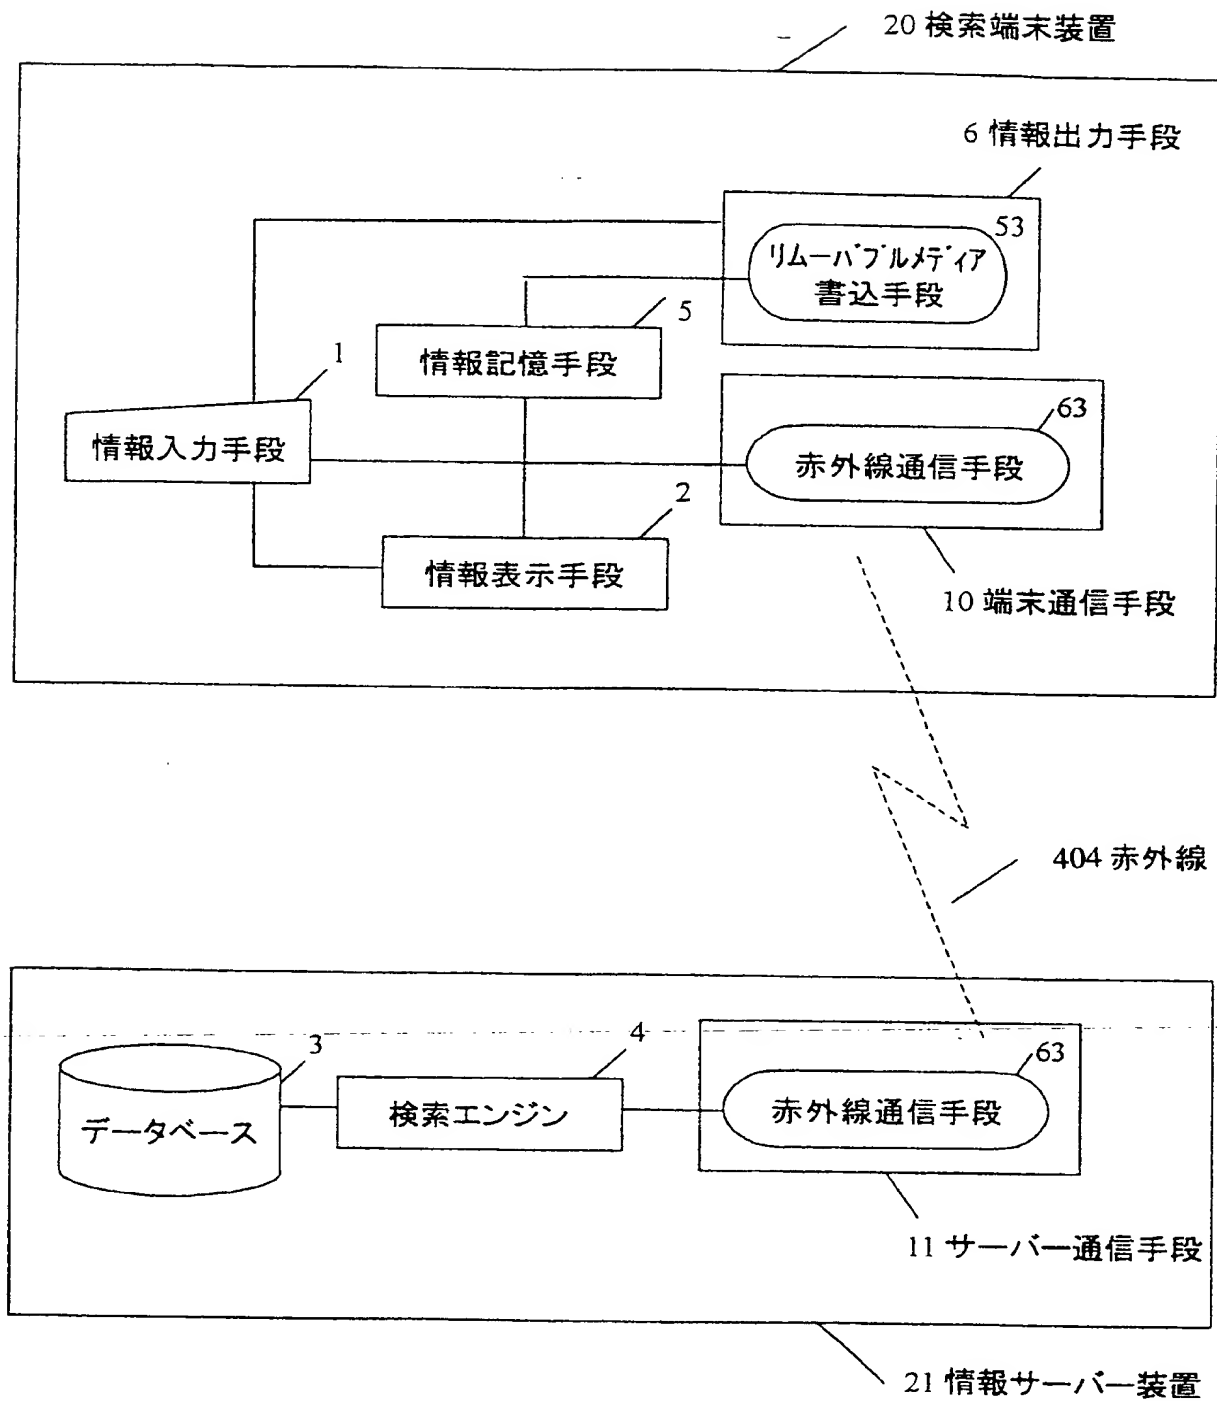 20 検索端末装置
6 情報出力手段
53
リムーバブルメディア
書込手段
5
情報記憶手段
1
情報入力手段
63
赤外線通信手段
2
情報表示手段
10 端末通信手段
404 赤外線
3
データベース
4
検索エンジン
63
赤外線通信手段
11 サーバー通信手段
21 情報サーバー装置